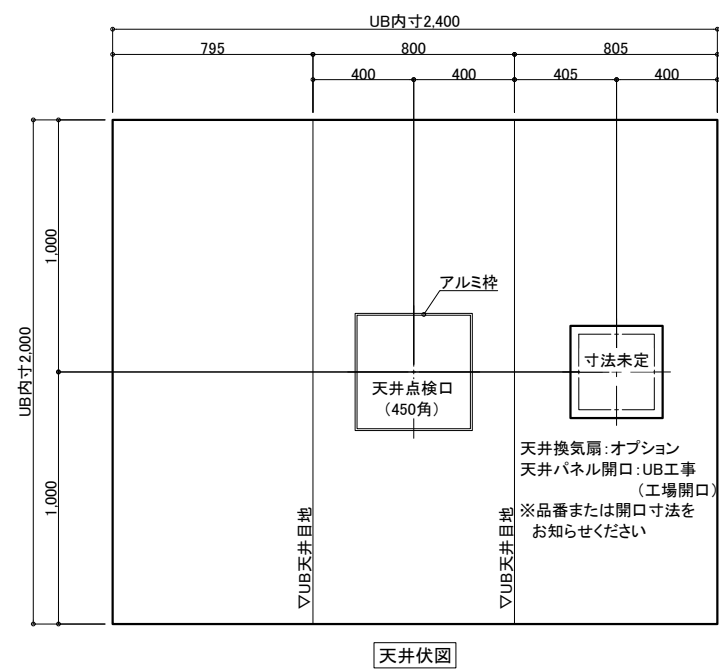 UB内寸2,400
795
800
805
400
400
405
400
UB内寸2,000
1,000
1,000
アルミ枠
天井点検口
(450角)
寸法未定
天井換気扇:オプション
天井パネル開口:UB工事
(工場開口)
※品番または開口寸法を
お知らせください
▽UB天井目地
▽UB天井目地
天井伏図